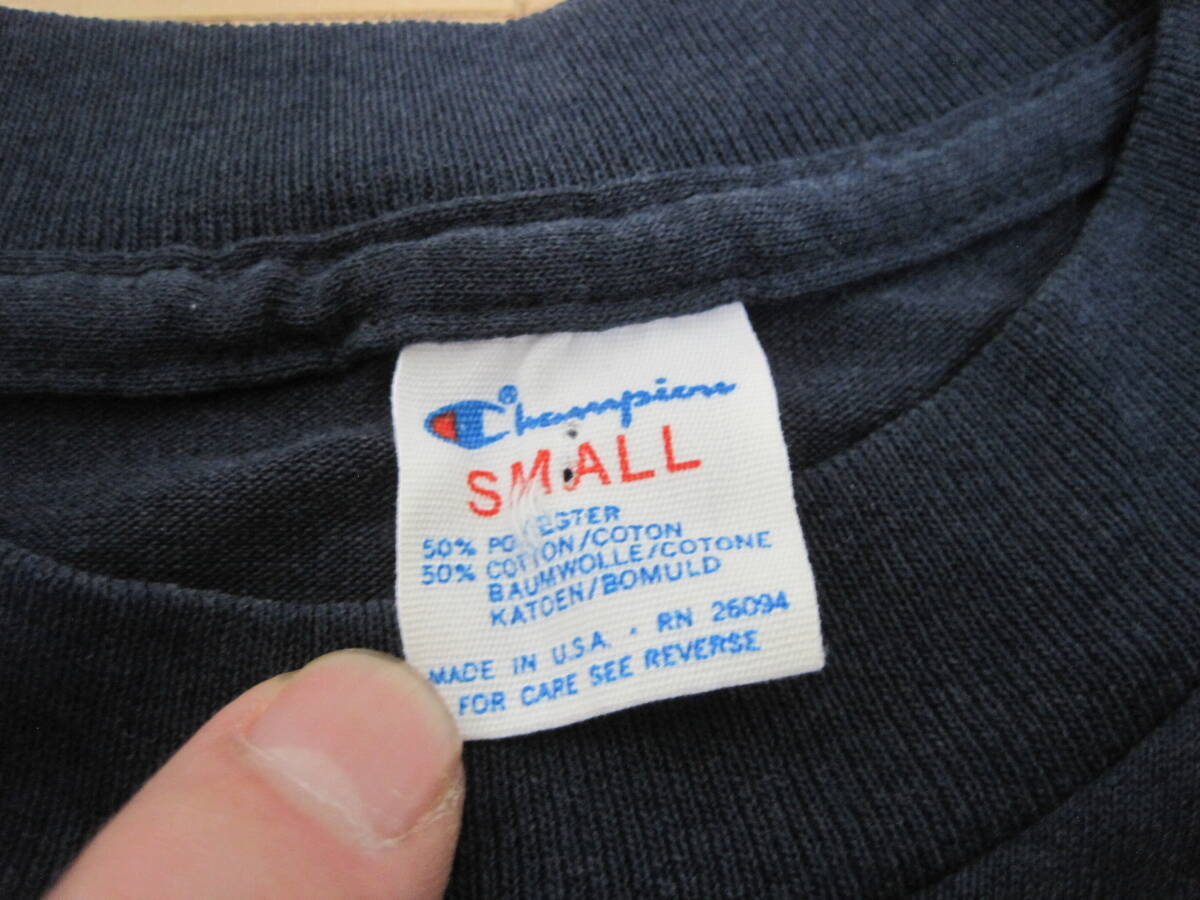 Champion®
SMALL
50% POLYESTER
50% COTTON/COTON
BAUMWOLLE/COTONE
KATOEN/BOMULD
MADE IN U.S.A. · RN 26094
FOR CARE SEE REVERSE